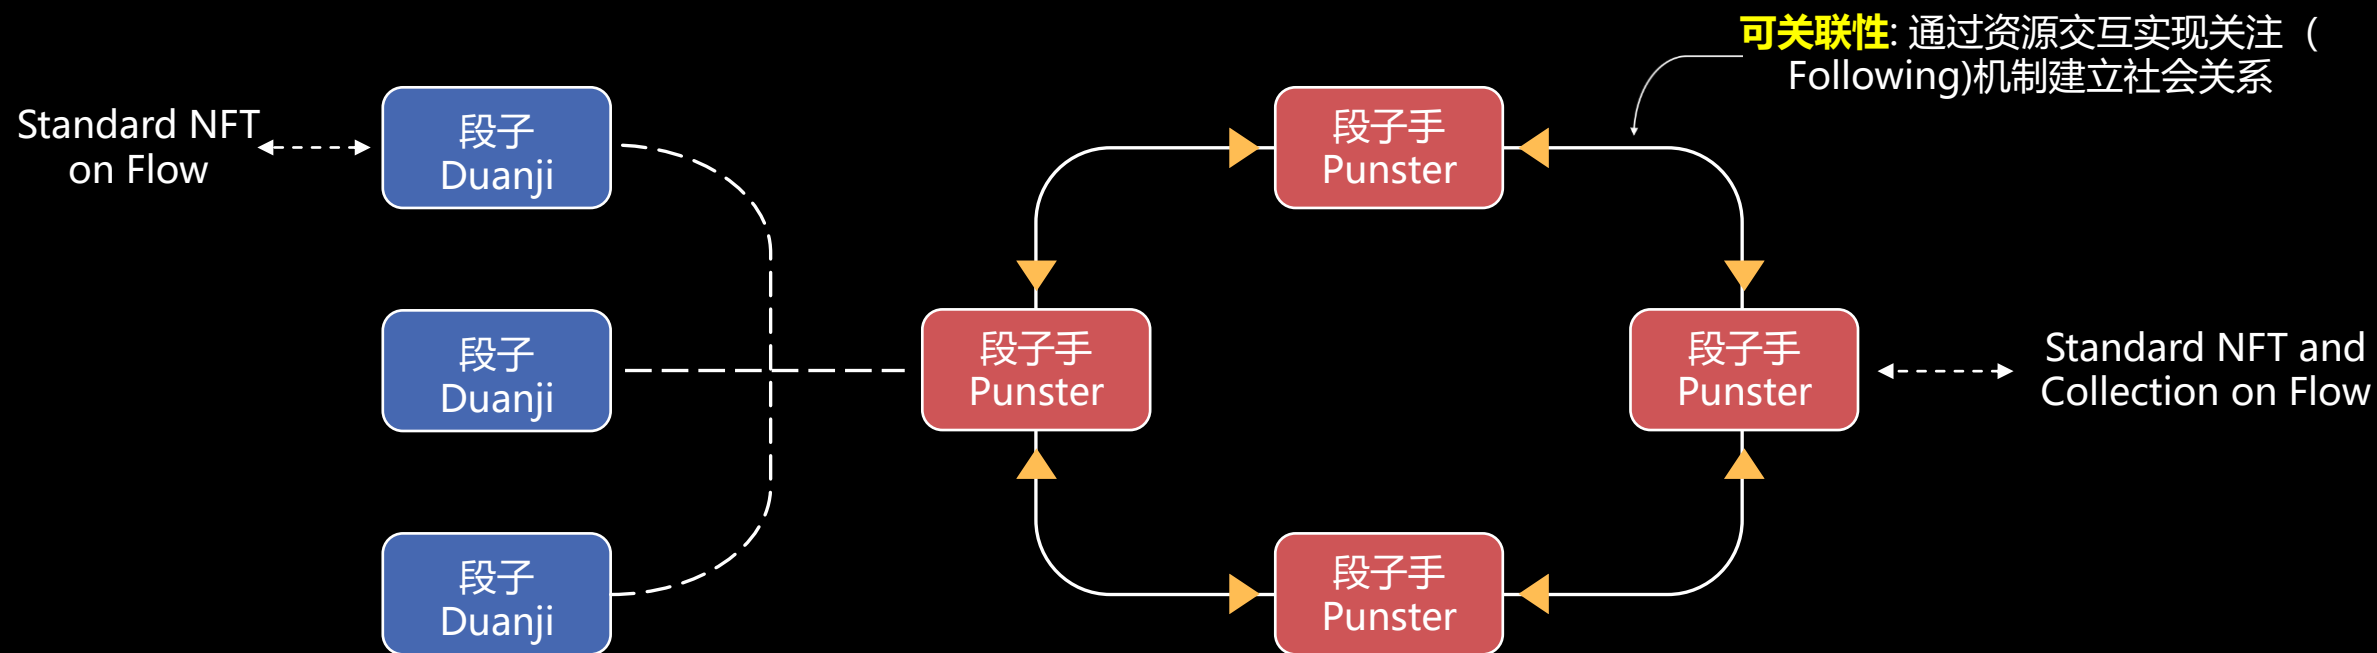 可关联性: 通过资源交互实现关注（
Following)机制建立社会关系
Standard NFT
on Flow
段子
Duanji
段子手
Punster
段子
Duanji
段子手
Punster
段子手
Punster
Standard NFT and
Collection on Flow
段子
Duanji
段子手
Punster